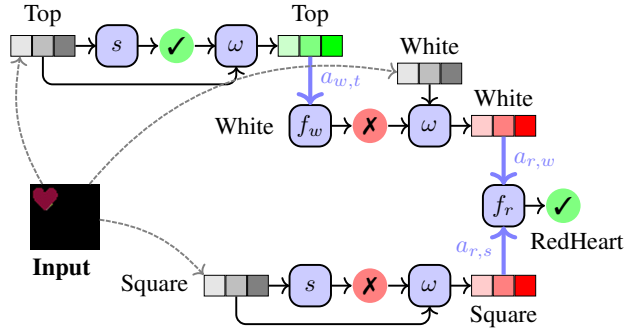 Top
Top
s
✓
ω
White
a_{w,t}
White
White
f_w
✗
ω
a_{r,w}
f_r
✓
RedHeart
Input
a_{r,s}
Square
s
✗
ω
Square